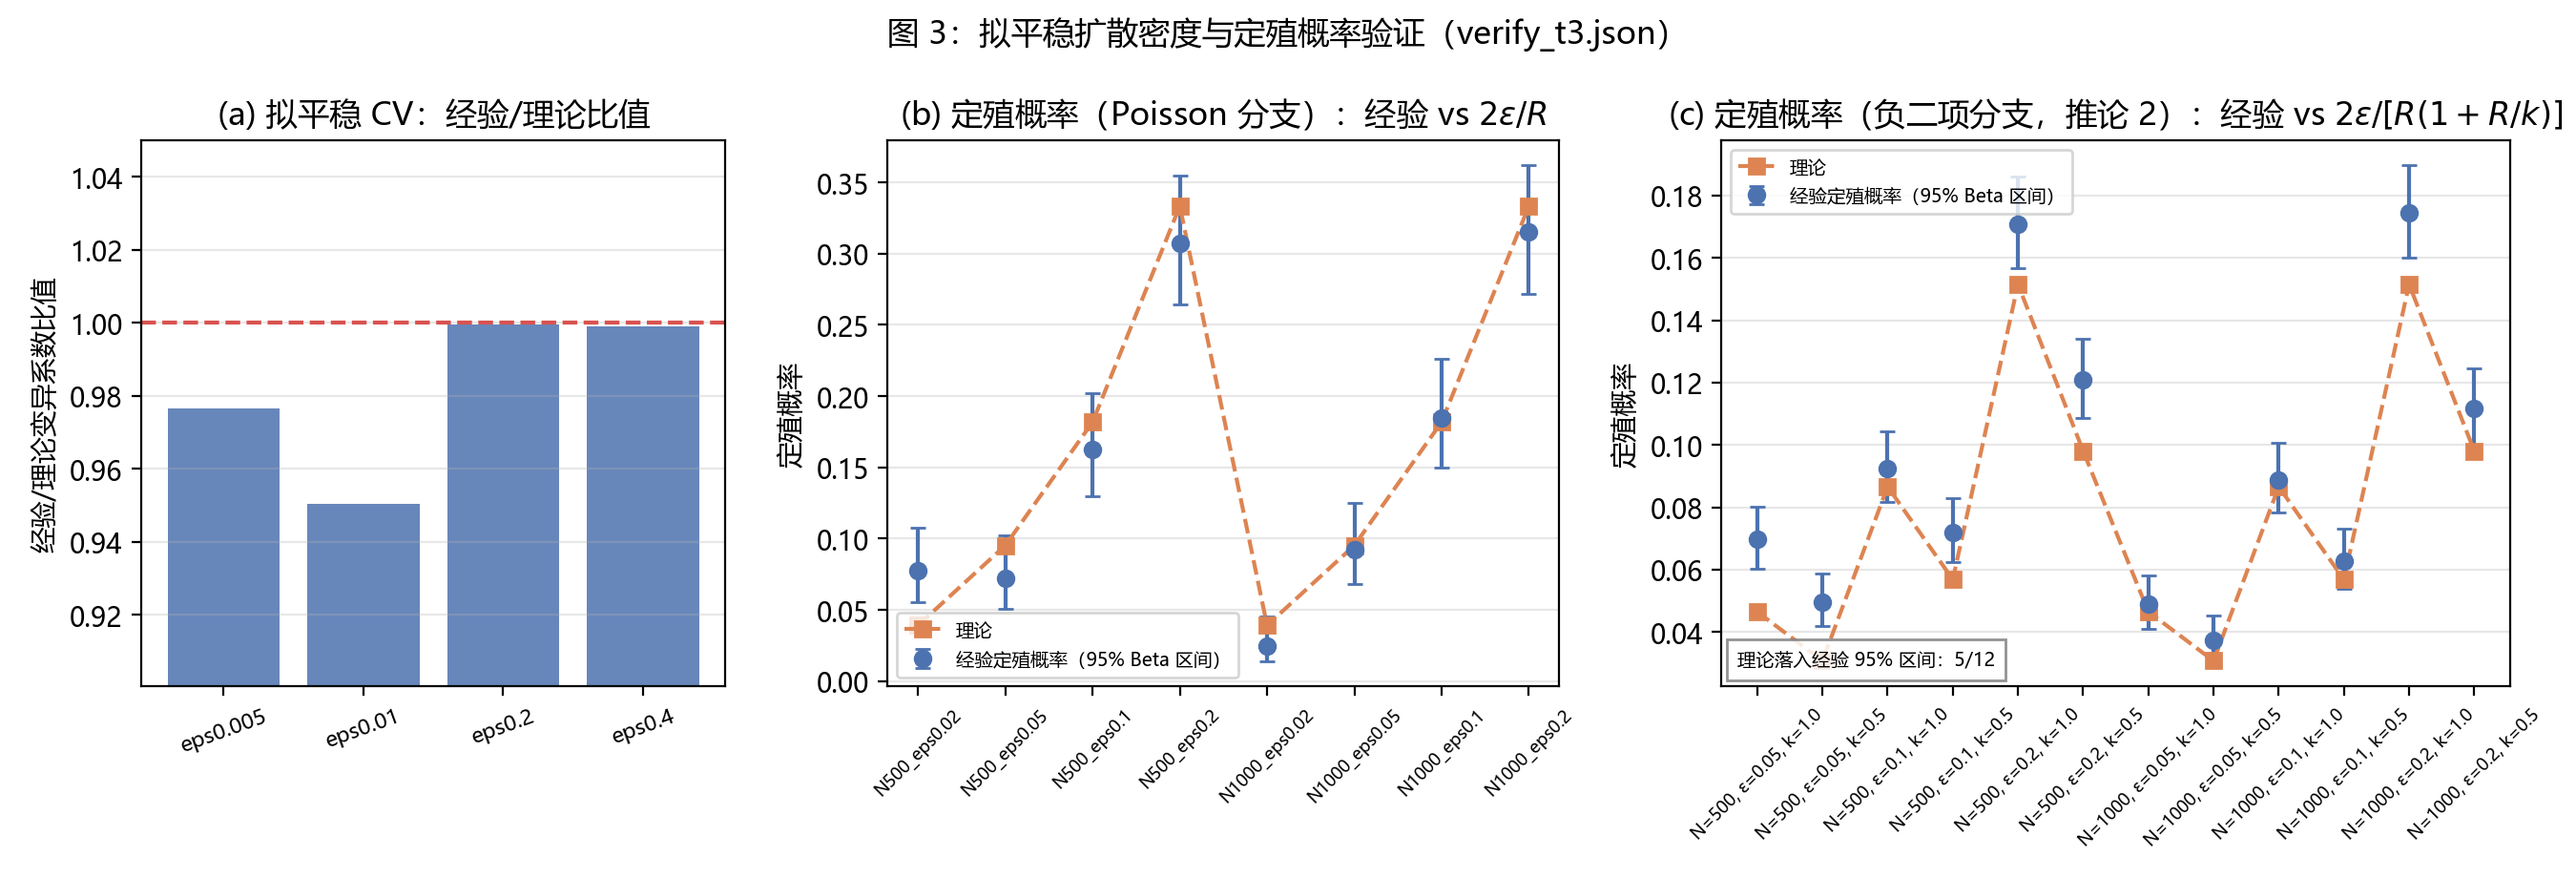 图 3：拟平稳扩散密度与定殖概率验证（verify_t3.json）
(a) 拟平稳 CV：经验/理论比值
经验/理论变异系数比值
1.04
1.02
1.00
0.98
0.96
0.94
0.92
eps0.005
eps0.01
eps0.2
eps0.4
(b) 定殖概率（Poisson 分支）：经验 vs 2ε/R
定殖概率
0.35
0.30
0.25
0.20
0.15
0.10
0.05
0.00
理论
经验定殖概率（95% Beta 区间）
N500_eps0.02
N500_eps0.05
N500_eps0.1
N500_eps0.2
N1000_eps0.02
N1000_eps0.05
N1000_eps0.1
N1000_eps0.2
(c) 定殖概率（负二项分支，推论 2）：经验 vs 2ε/[R(1 + R/k)]
定殖概率
0.18
0.16
0.14
0.12
0.10
0.08
0.06
0.04
理论
经验定殖概率（95% Beta 区间）
理论落入经验 95% 区间：5/12
N=500, ε=0.05, k=1.0
N=500, ε=0.05, k=0.5
N=500, ε=0.1, k=1.0
N=500, ε=0.1, k=0.5
N=500, ε=0.2, k=1.0
N=500, ε=0.2, k=0.5
N=1000, ε=0.05, k=1.0
N=1000, ε=0.05, k=0.5
N=1000, ε=0.1, k=1.0
N=1000, ε=0.1, k=0.5
N=1000, ε=0.2, k=1.0
N=1000, ε=0.2, k=0.5